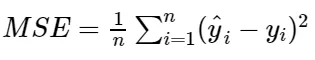 MSE = \frac{1}{n} \sum_{i=1}^{n} (\hat{y}_i - y_i)^2